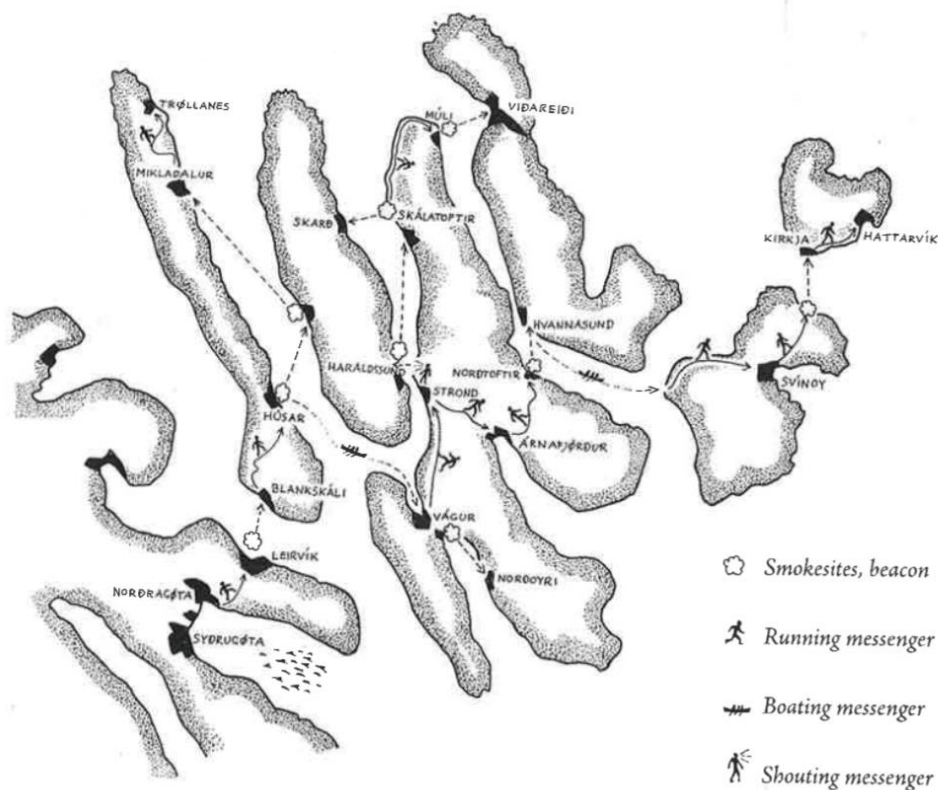 TRØLLANES
MIKLADALUR
MÚLI
VIÐAREIÐI
SKARÐ
SKÁLATOFTIR
KIRKJA
HATTARVÍK
HVANNASUND
HARÁLDSSUND
NORÐTOFTIR
STROND
SVÍNOY
HÚSAR
ÁRNAFJØRÐUR
BLANKSKÁLI
VÁGUR
LEIRVÍK
NORÐOYRI
NORÐRAGØTA
SYÐRUGØTA
Smokesites, beacon
Running messenger
Boating messenger
Shouting messenger